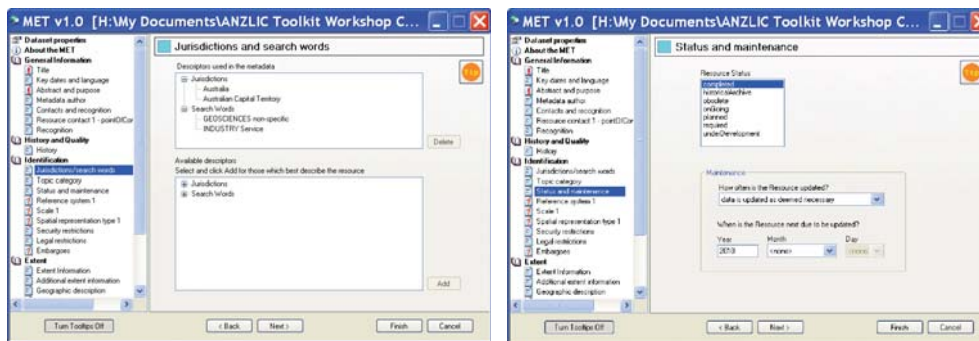 MET v1.0 [H:\My Documents\ANZLIC Toolkit Workshop C...
Dataset properties
About the MET
General Information
Title
Key dates and language
Abstract and purpose
Metadata author
Contacts and recognition
Resource contact 1 - pointOfCor
Recognition
History and Quality
History
Identification
Jurisdictions/search words
Topic category
Status and maintenance
Reference system 1
Scale 1
Spatial representation type 1
Security restrictions
Legal restrictions
Embargoes
Extent
Extent Information
Additional extent information
Geographic description
Jurisdictions and search words
Tip
Descriptors used in the metadata
Jurisdictions
Australia
Australian Capital Territory
Search Words
GEOSCIENCES non-specific
INDUSTRY Service
Delete
Available descriptors
Select and click Add for those which best describe the resource
Jurisdictions
Search Words
Add
Turn Tooltips Off
< Back
Next >
Finish
Cancel
MET v1.0 [H:\My Documents\ANZLIC Toolkit Workshop C...
Dataset properties
About the MET
General Information
Title
Key dates and language
Abstract and purpose
Metadata author
Contacts and recognition
Resource contact 1 - pointOfCor
Recognition
History and Quality
History
Identification
Jurisdictions/search words
Topic category
Status and maintenance
Reference system 1
Scale 1
Spatial representation type 1
Security restrictions
Legal restrictions
Embargoes
Extent
Extent Information
Additional extent information
Geographic description
Status and maintenance
Tip
Resource Status
completed
historicalArchive
obsolete
onGoing
planned
required
underDevelopment
Maintenance
How often is the Resource updated?
data is updated as deemed necessary
When is the Resource next due to be updated?
Year Month Day
2010 <none> <none>
Turn Tooltips Off
< Back
Next >
Finish
Cancel